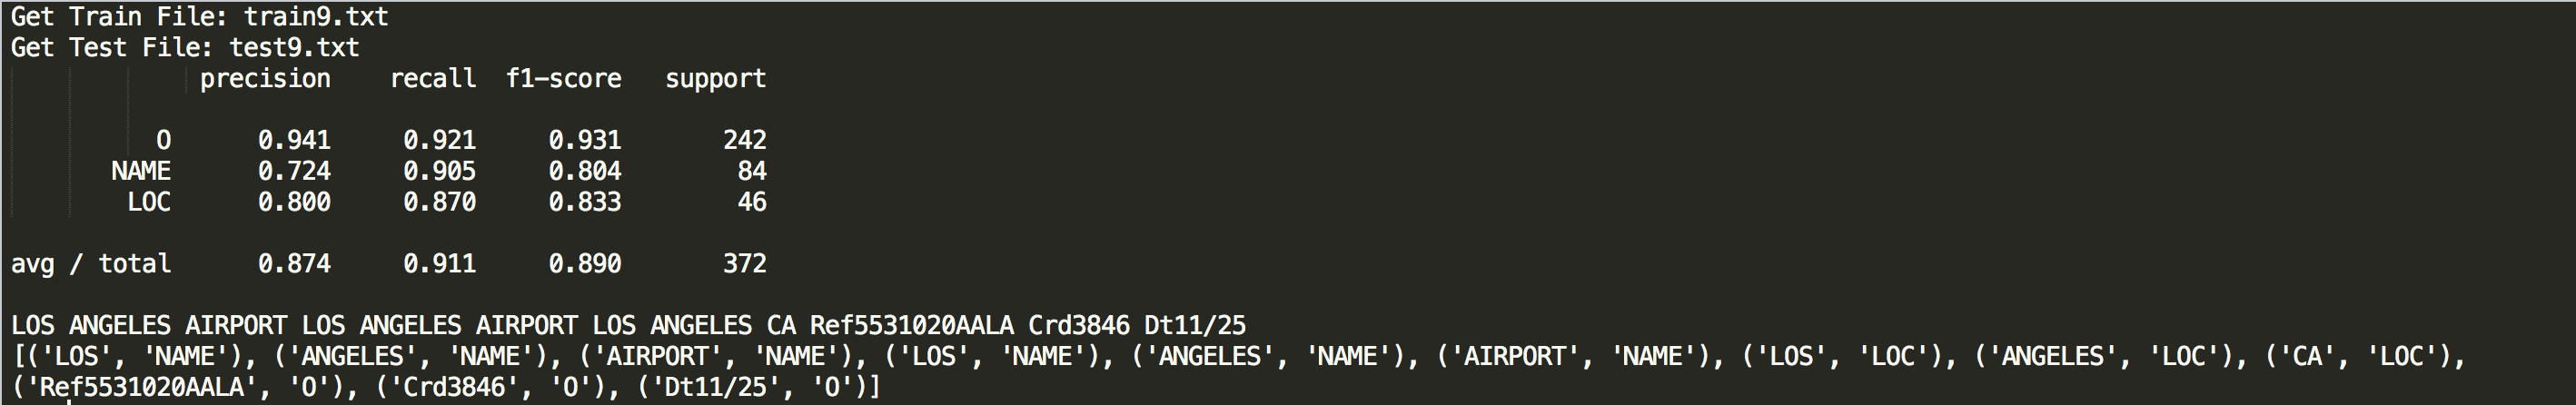 Get Train File: train9.txt
Get Test File: test9.txt
precision recall f1-score support
O 0.941 0.921 0.931 242
NAME 0.724 0.905 0.804 84
LOC 0.800 0.870 0.833 46
avg / total 0.874 0.911 0.890 372
LOS ANGELES AIRPORT LOS ANGELES AIRPORT LOS ANGELES CA Ref5531020AALA Crd3846 Dt11/25
[('LOS', 'NAME'), ('ANGELES', 'NAME'), ('AIRPORT', 'NAME'), ('LOS', 'NAME'), ('ANGELES', 'NAME'), ('AIRPORT', 'NAME'), ('LOS', 'LOC'), ('ANGELES', 'LOC'), ('CA', 'LOC'),
('Ref5531020AALA', 'O'), ('Crd3846', 'O'), ('Dt11/25', 'O')]